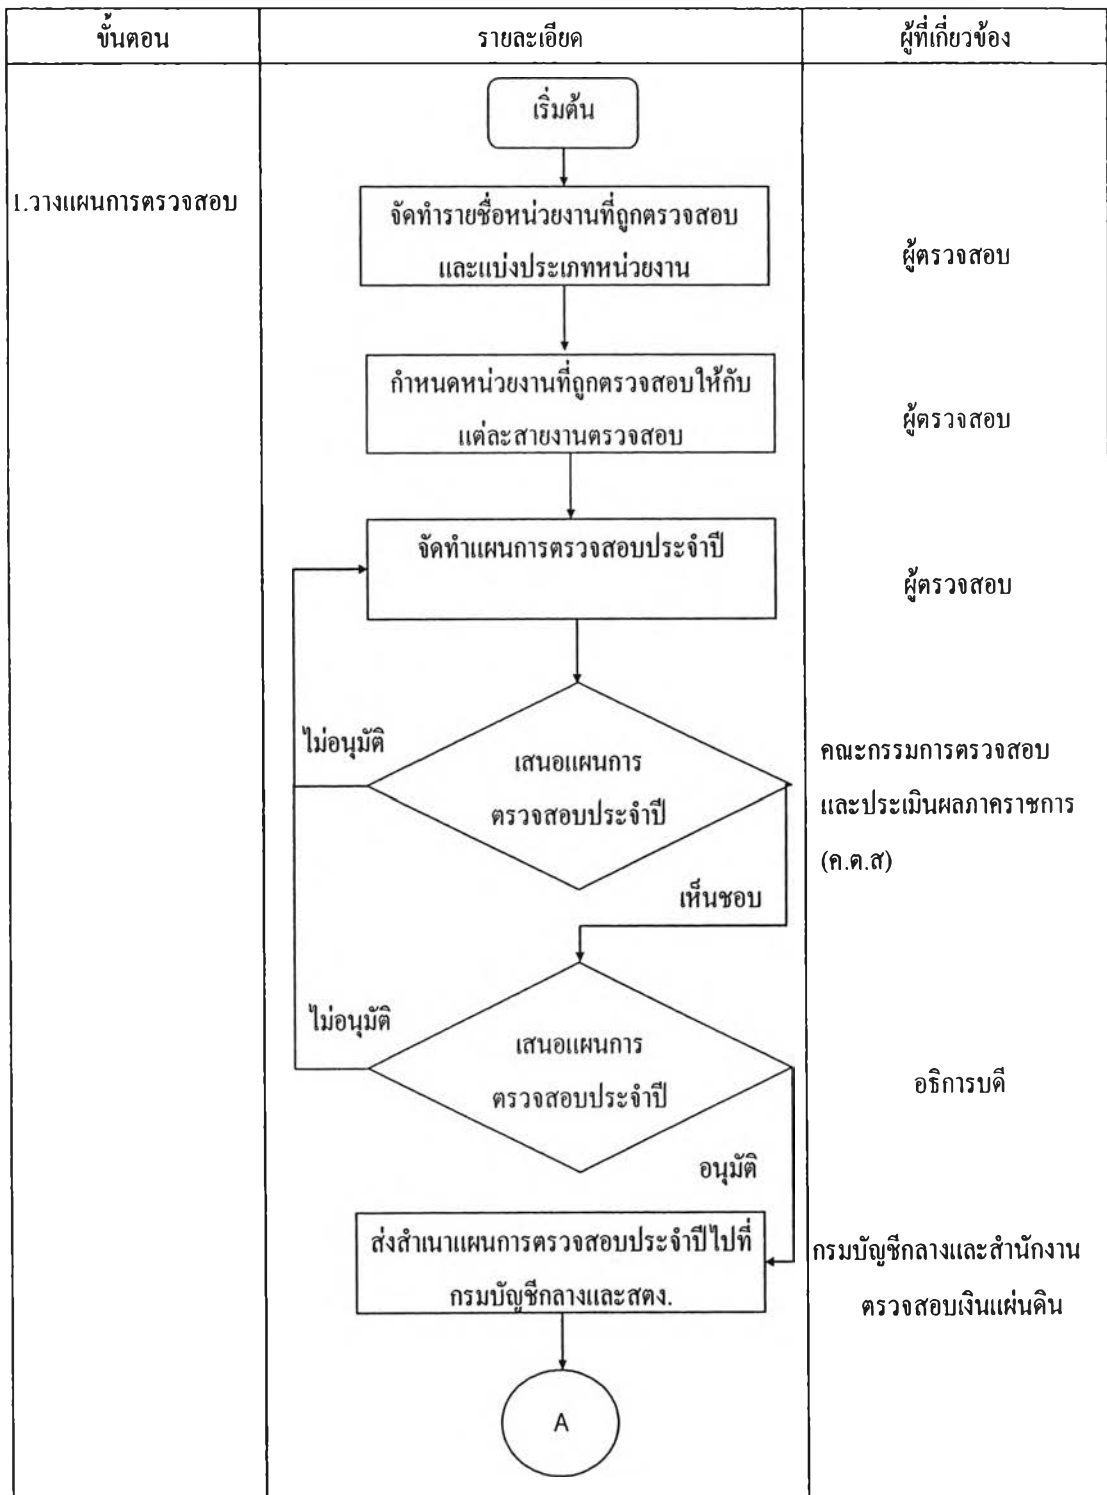 ขั้นตอน
รายละเอียด
ผู้ที่เกี่ยวข้อง
เริ่มต้น
1.วางแผนการตรวจสอบ
จัดทำรายชื่อหน่วยงานที่ถูกตรวจสอบ
และแบ่งประเภทหน่วยงาน
ผู้ตรวจสอบ
กำหนดหน่วยงานที่ถูกตรวจสอบให้กับ
แต่ละสายงานตรวจสอบ
ผู้ตรวจสอบ
จัดทำแผนการตรวจสอบประจำปี
ผู้ตรวจสอบ
ไม่อนุมัติ
เสนอแผนการ
ตรวจสอบประจำปี
คณะกรรมการตรวจสอบ
และประเมินผลภาคราชการ
(ค.ต.ส)
เห็นชอบ
ไม่อนุมัติ
เสนอแผนการ
ตรวจสอบประจำปี
อธิการบดี
อนุมัติ
ส่งสำเนาแผนการตรวจสอบประจำปีไปที่
กรมบัญชีกลางและสตง.
กรมบัญชีกลางและสำนักงาน
ตรวจสอบเงินแผ่นดิน
A